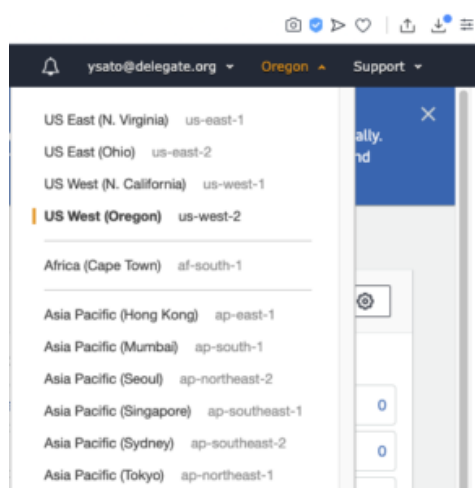 ysato@delegate.org Oregon Support
US East (N. Virginia) us-east-1
US East (Ohio) us-east-2
US West (N. California) us-west-1
US West (Oregon) us-west-2
Africa (Cape Town) af-south-1
Asia Pacific (Hong Kong) ap-east-1
Asia Pacific (Mumbai) ap-south-1
Asia Pacific (Seoul) ap-northeast-2
Asia Pacific (Singapore) ap-southeast-1
Asia Pacific (Sydney) ap-southeast-2
Asia Pacific (Tokyo) ap-northeast-1
ally.
nd
0
0